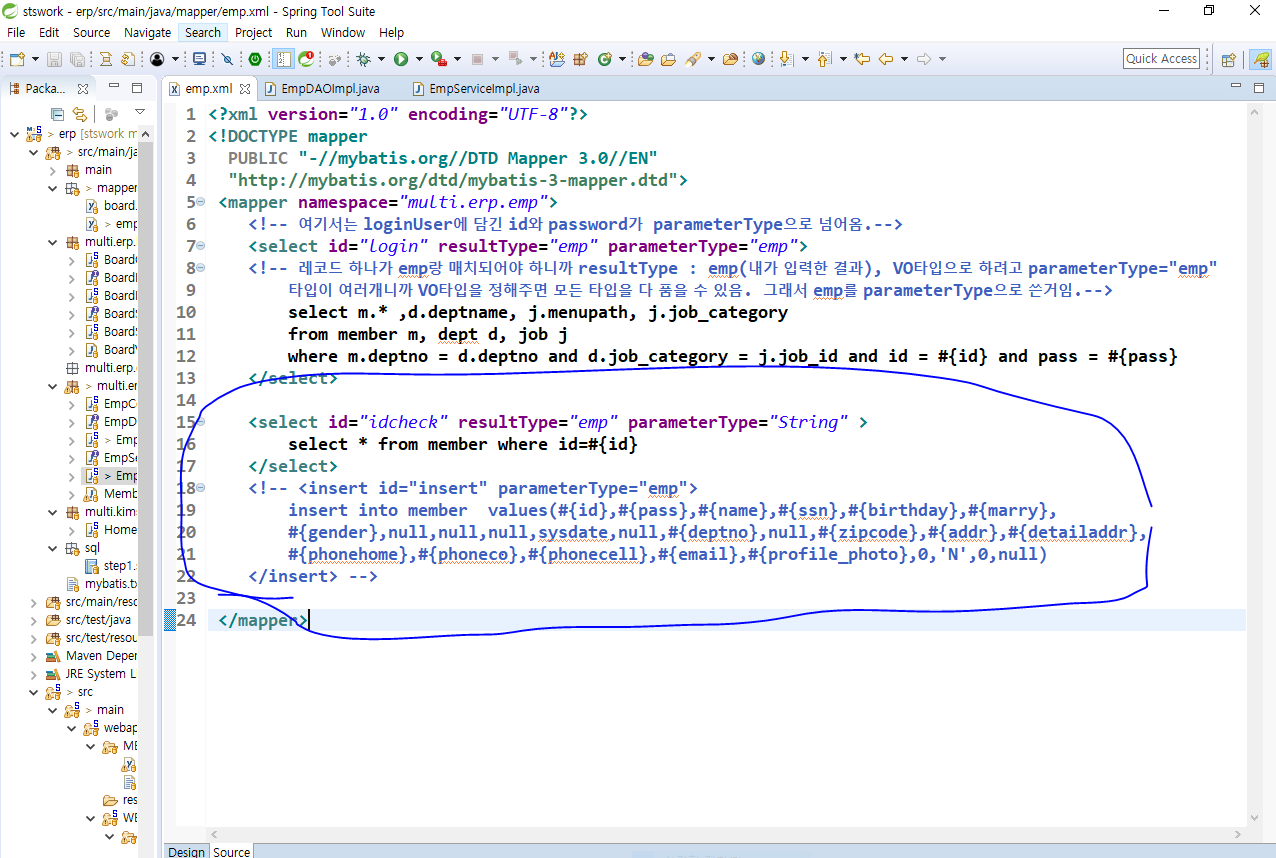 stswork - erp/src/main/java/mapper/emp.xml - Spring Tool Suite
File Edit Source Navigate Search Project Run Window Help
Quick Access
Packa...
emp.xml EmpDAOImpl.java EmpServiceImpl.java
> erp [stswork m
> src/main/ja
main
> mapper
board.
> emp
multi.erp.
BoardC
BoardI
BoardS
BoardS
BoardV
multi.erp.
> multi.er
EmpCo
EmpD
> Emp
EmpSe
> Emp
Memb
multi.kim
Home
sql
step1.
mybatis.tx
src/main/reso
src/test/java
src/test/resou
Maven Depen
JRE System L
> src
> main
webap
ME
res
WE
1 <?xml version="1.0" encoding="UTF-8"?>
2 <!DOCTYPE mapper
3 PUBLIC "-//mybatis.org//DTD Mapper 3.0//EN"
4 "http://mybatis.org/dtd/mybatis-3-mapper.dtd">
5 <mapper namespace="multi.erp.emp">
6 <!-- 여기서는 loginUser에 담긴 id와 password가 parameterType으로 넘어옴.-->
7 <select id="login" resultType="emp" parameterType="emp">
8 <!-- 레코드 하나가 emp랑 매치되어야 하니까 resultType : emp(내가 입력한 결과), VO타입으로 하려고 parameterType="emp"
9 타입이 여러개니까 VO타입을 정해주면 모든 타입을 다 품을 수 있음. 그래서 emp를 parameterType으로 쓴거임.-->
10 select m.* ,d.deptname, j.menupath, j.job_category
11 from member m, dept d, job j
12 where m.deptno = d.deptno and d.job_category = j.job_id and id = #{id} and pass = #{pass}
13 </select>
14
15 <select id="idcheck" resultType="emp" parameterType="String" >
16 select * from member where id=#{id}
17 </select>
18 <!-- <insert id="insert" parameterType="emp">
19 insert into member values(#{id},#{pass},#{name},#{ssn},#{birthday},#{marry},
20 #{gender},null,null,null,sysdate,null,#{deptno},null,#{zipcode},#{addr},#{detailaddr},
21 #{phonehome},#{phoneco},#{phonecell},#{email},#{profile_photo},0,'N',0,null)
22 </insert> -->
23
24 </mapper>
Design Source